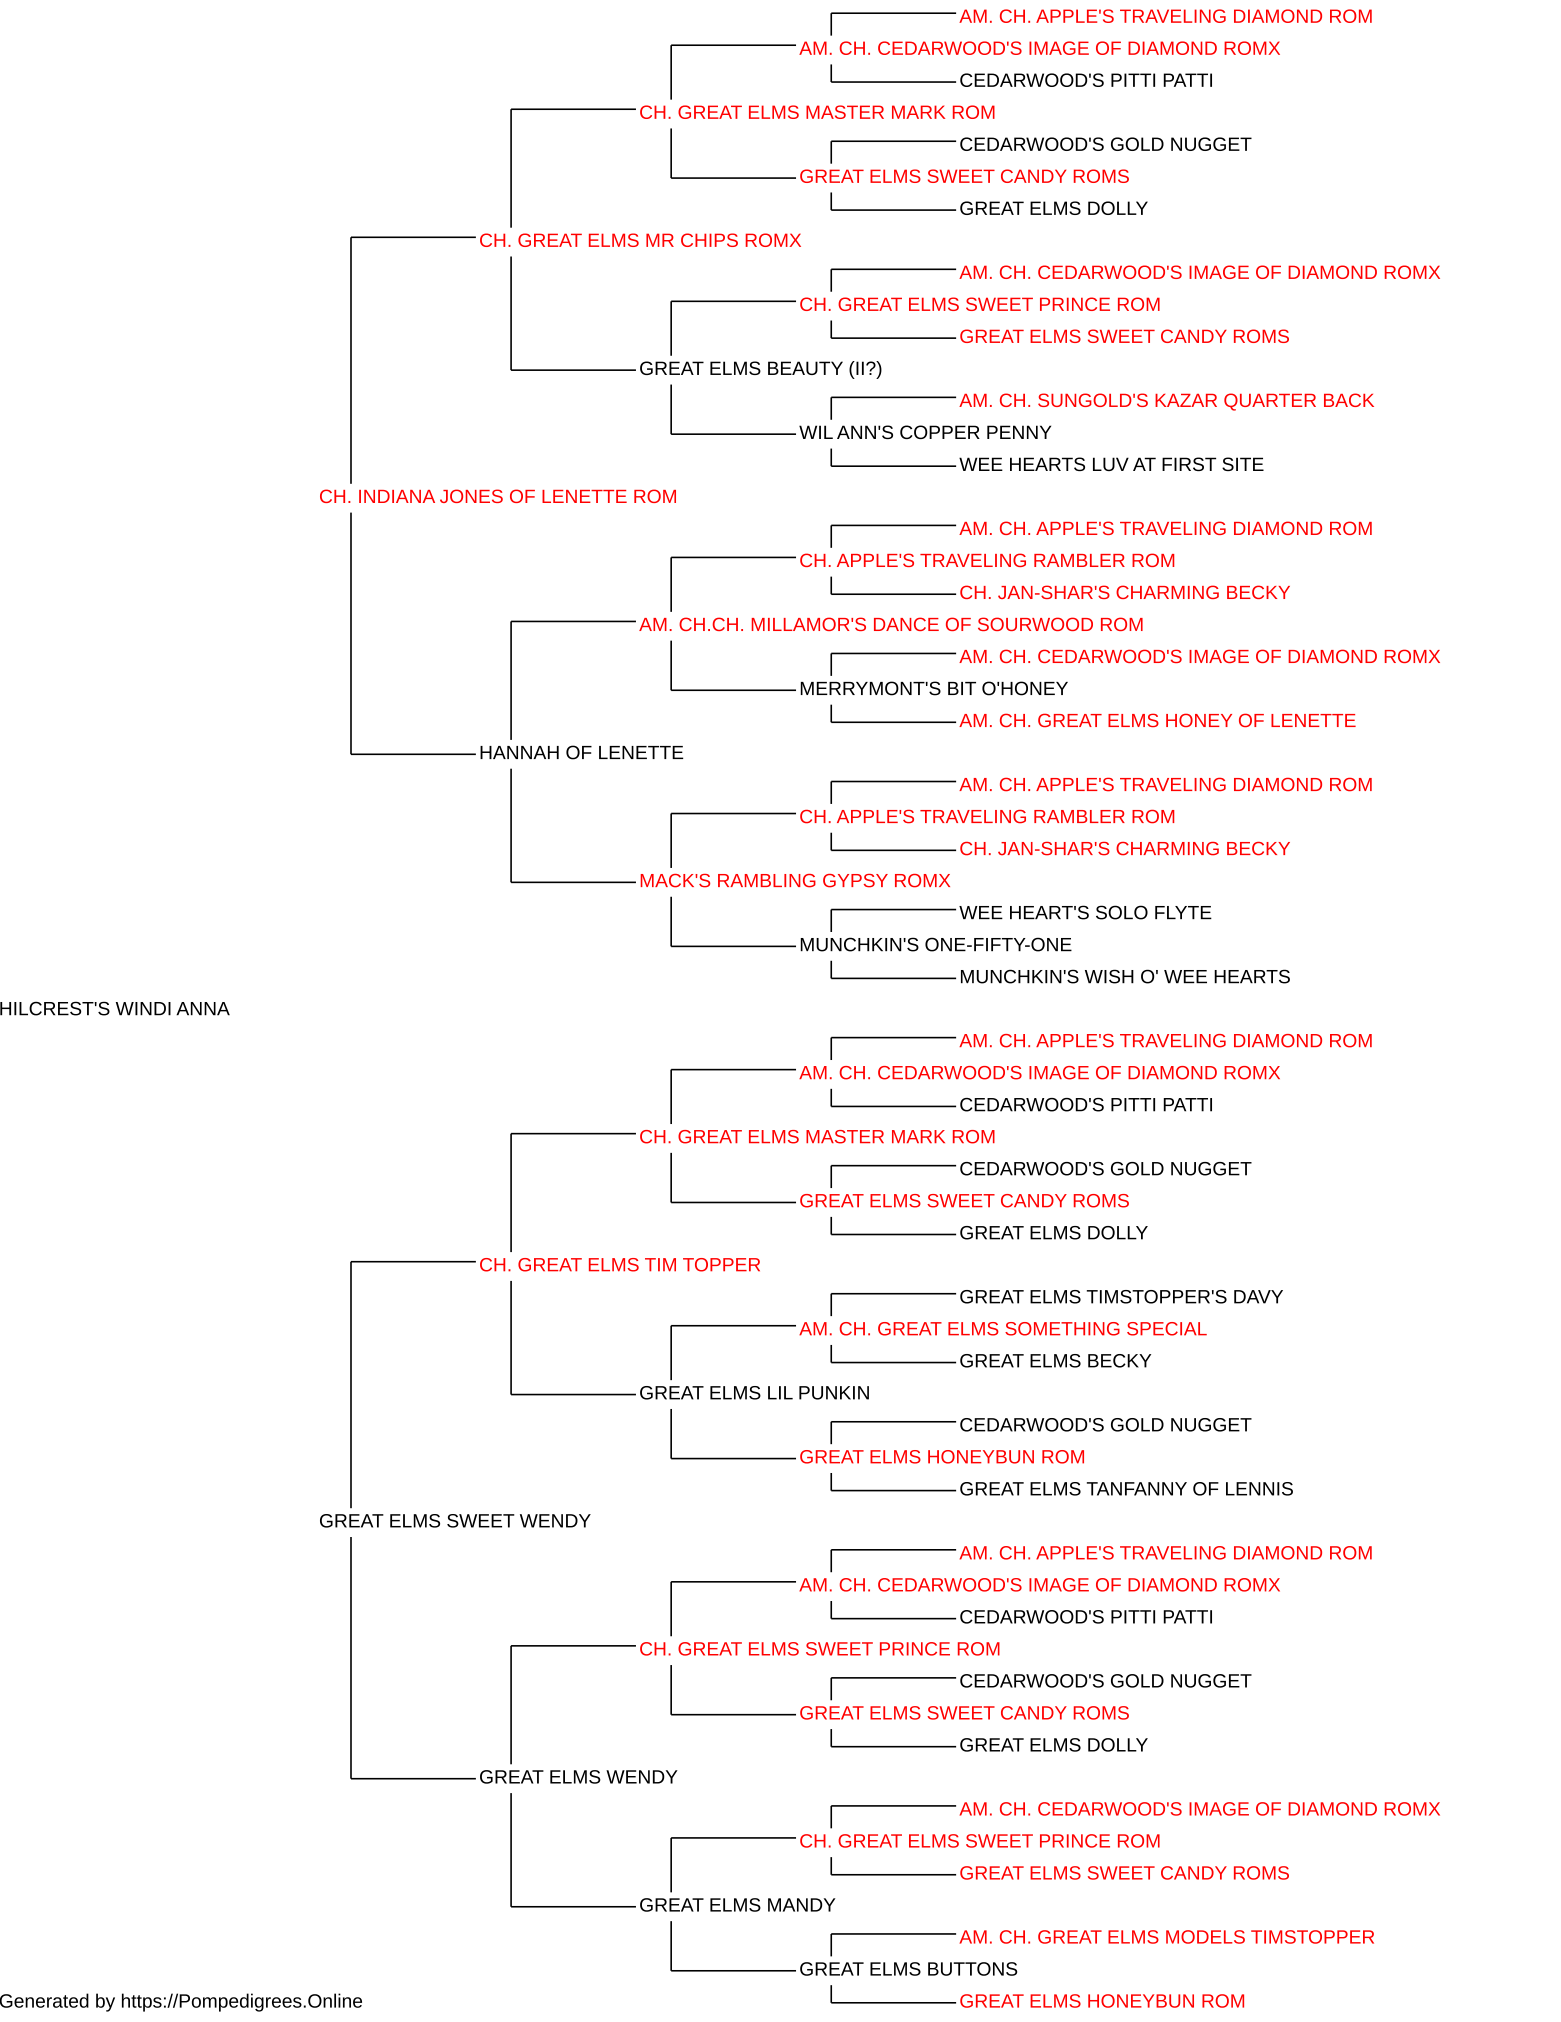 AM. CH. APPLE'S TRAVELING DIAMOND ROM
AM. CH. CEDARWOOD'S IMAGE OF DIAMOND ROMX
CEDARWOOD'S PITTI PATTI
CH. GREAT ELMS MASTER MARK ROM
CEDARWOOD'S GOLD NUGGET
GREAT ELMS SWEET CANDY ROMS
GREAT ELMS DOLLY
CH. GREAT ELMS MR CHIPS ROMX
AM. CH. CEDARWOOD'S IMAGE OF DIAMOND ROMX
CH. GREAT ELMS SWEET PRINCE ROM
GREAT ELMS SWEET CANDY ROMS
GREAT ELMS BEAUTY (II?)
AM. CH. SUNGOLD'S KAZAR QUARTER BACK
WIL ANN'S COPPER PENNY
WEE HEARTS LUV AT FIRST SITE
CH. INDIANA JONES OF LENETTE ROM
AM. CH. APPLE'S TRAVELING DIAMOND ROM
CH. APPLE'S TRAVELING RAMBLER ROM
CH. JAN-SHAR'S CHARMING BECKY
AM. CH.CH. MILLAMOR'S DANCE OF SOURWOOD ROM
AM. CH. CEDARWOOD'S IMAGE OF DIAMOND ROMX
MERRYMONT'S BIT O'HONEY
AM. CH. GREAT ELMS HONEY OF LENETTE
HANNAH OF LENETTE
AM. CH. APPLE'S TRAVELING DIAMOND ROM
CH. APPLE'S TRAVELING RAMBLER ROM
CH. JAN-SHAR'S CHARMING BECKY
MACK'S RAMBLING GYPSY ROMX
WEE HEART'S SOLO FLYTE
MUNCHKIN'S ONE-FIFTY-ONE
MUNCHKIN'S WISH O' WEE HEARTS
HILCREST'S WINDI ANNA
AM. CH. APPLE'S TRAVELING DIAMOND ROM
AM. CH. CEDARWOOD'S IMAGE OF DIAMOND ROMX
CEDARWOOD'S PITTI PATTI
CH. GREAT ELMS MASTER MARK ROM
CEDARWOOD'S GOLD NUGGET
GREAT ELMS SWEET CANDY ROMS
GREAT ELMS DOLLY
CH. GREAT ELMS TIM TOPPER
GREAT ELMS TIMSTOPPER'S DAVY
AM. CH. GREAT ELMS SOMETHING SPECIAL
GREAT ELMS BECKY
GREAT ELMS LIL PUNKIN
CEDARWOOD'S GOLD NUGGET
GREAT ELMS HONEYBUN ROM
GREAT ELMS TANFANNY OF LENNIS
GREAT ELMS SWEET WENDY
AM. CH. APPLE'S TRAVELING DIAMOND ROM
AM. CH. CEDARWOOD'S IMAGE OF DIAMOND ROMX
CEDARWOOD'S PITTI PATTI
CH. GREAT ELMS SWEET PRINCE ROM
CEDARWOOD'S GOLD NUGGET
GREAT ELMS SWEET CANDY ROMS
GREAT ELMS DOLLY
GREAT ELMS WENDY
AM. CH. CEDARWOOD'S IMAGE OF DIAMOND ROMX
CH. GREAT ELMS SWEET PRINCE ROM
GREAT ELMS SWEET CANDY ROMS
GREAT ELMS MANDY
AM. CH. GREAT ELMS MODELS TIMSTOPPER
GREAT ELMS BUTTONS
GREAT ELMS HONEYBUN ROM
Generated by https://Pompedigrees.Online